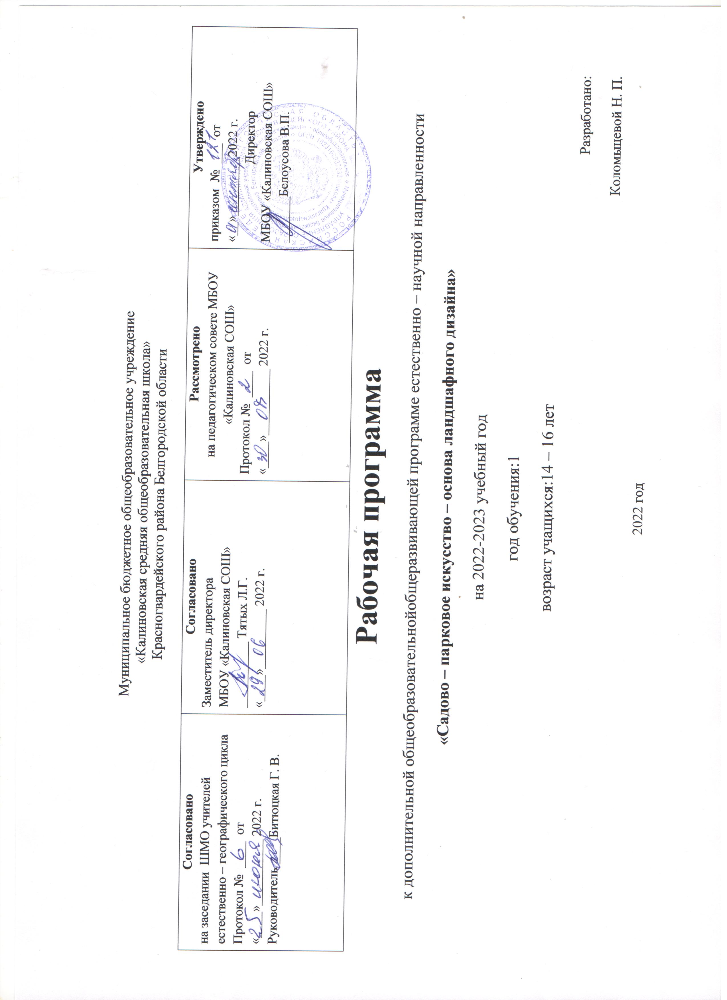 Муниципальное бюджетное общеобразовательное учреждение
«Калиновская средняя общеобразовательная школа»
Красногвардейского района Белгородской области
Согласовано
на заседании ШМО учителей
естественно – географического цикла
Протокол № 6 от
«25» июня 2022 г.
Руководитель Битюцкая Г. В.
Согласовано
Заместитель директора
МБОУ «Калиновская СОШ»
Тятых Л.Г.
«29» 06 2022 г.
Рассмотрено
на педагогическом совете МБОУ
«Калиновская СОШ»
Протокол № 2 от
«30» 08 2022 г.
Утверждено
приказом № от
«01» сентября 2022 г.
Директор
МБОУ «Калиновская СОШ»
Белоусова В.П.
Рабочая программа
к дополнительной общеобразовательнойобщеразвивающей программе естественно – научной направленности
«Садово – парковое искусство – основа ландшафного дизайна»
на 2022-2023 учебный год
год обучения:1
возраст учащихся:14 – 16 лет
Разработано:
Коломыцевой Н. П.
2022 год